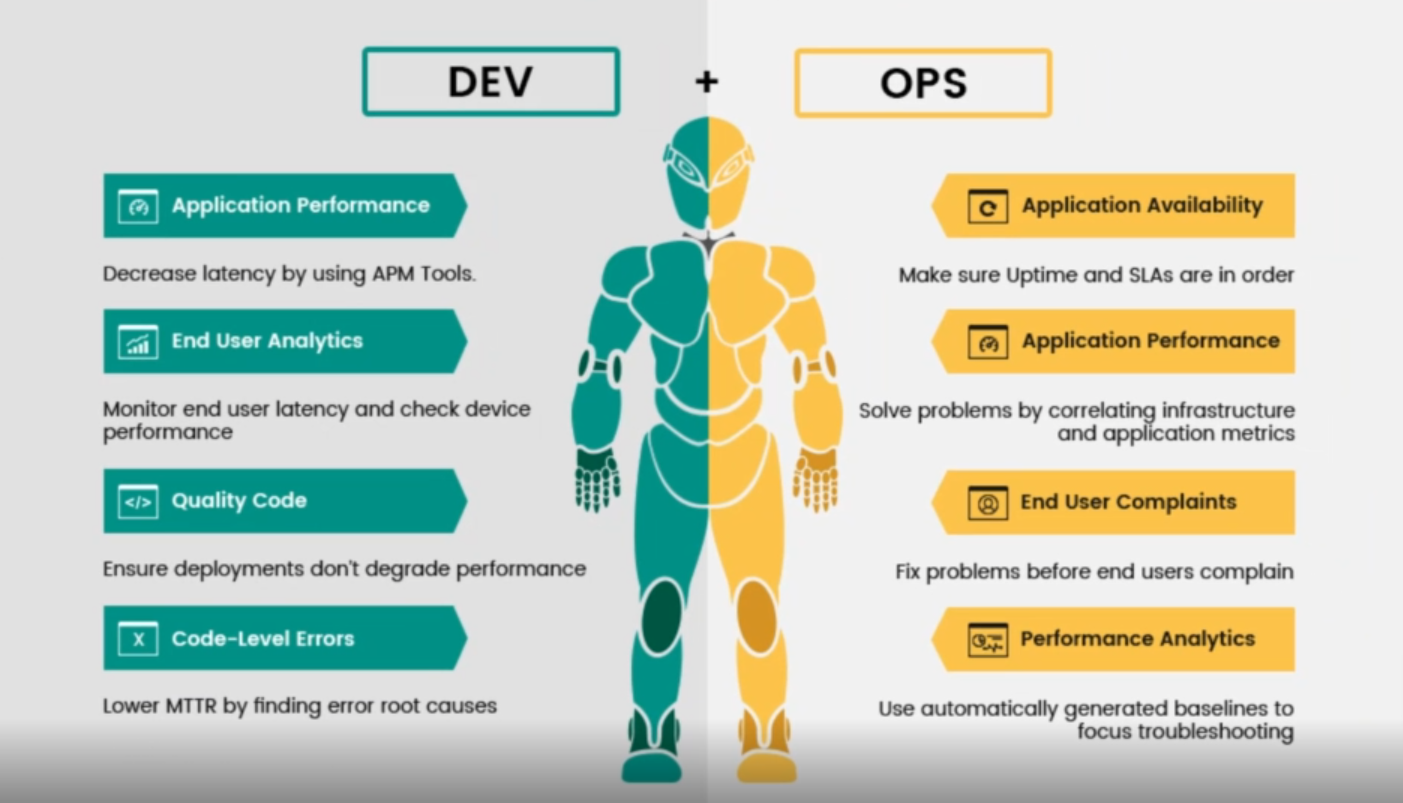 DEV + OPS
Application Performance
Decrease latency by using APM Tools.
End User Analytics
Monitor end user latency and check device
performance
</>
Quality Code
Ensure deployments don't degrade performance
X
Code-Level Errors
Lower MTTR by finding error root causes
Application Availability
Make sure Uptime and SLAs are in order
Application Performance
Solve problems by correlating infrastructure
and application metrics
End User Complaints
Fix problems before end users complain
Performance Analytics
Use automatically generated baselines to
focus troubleshooting